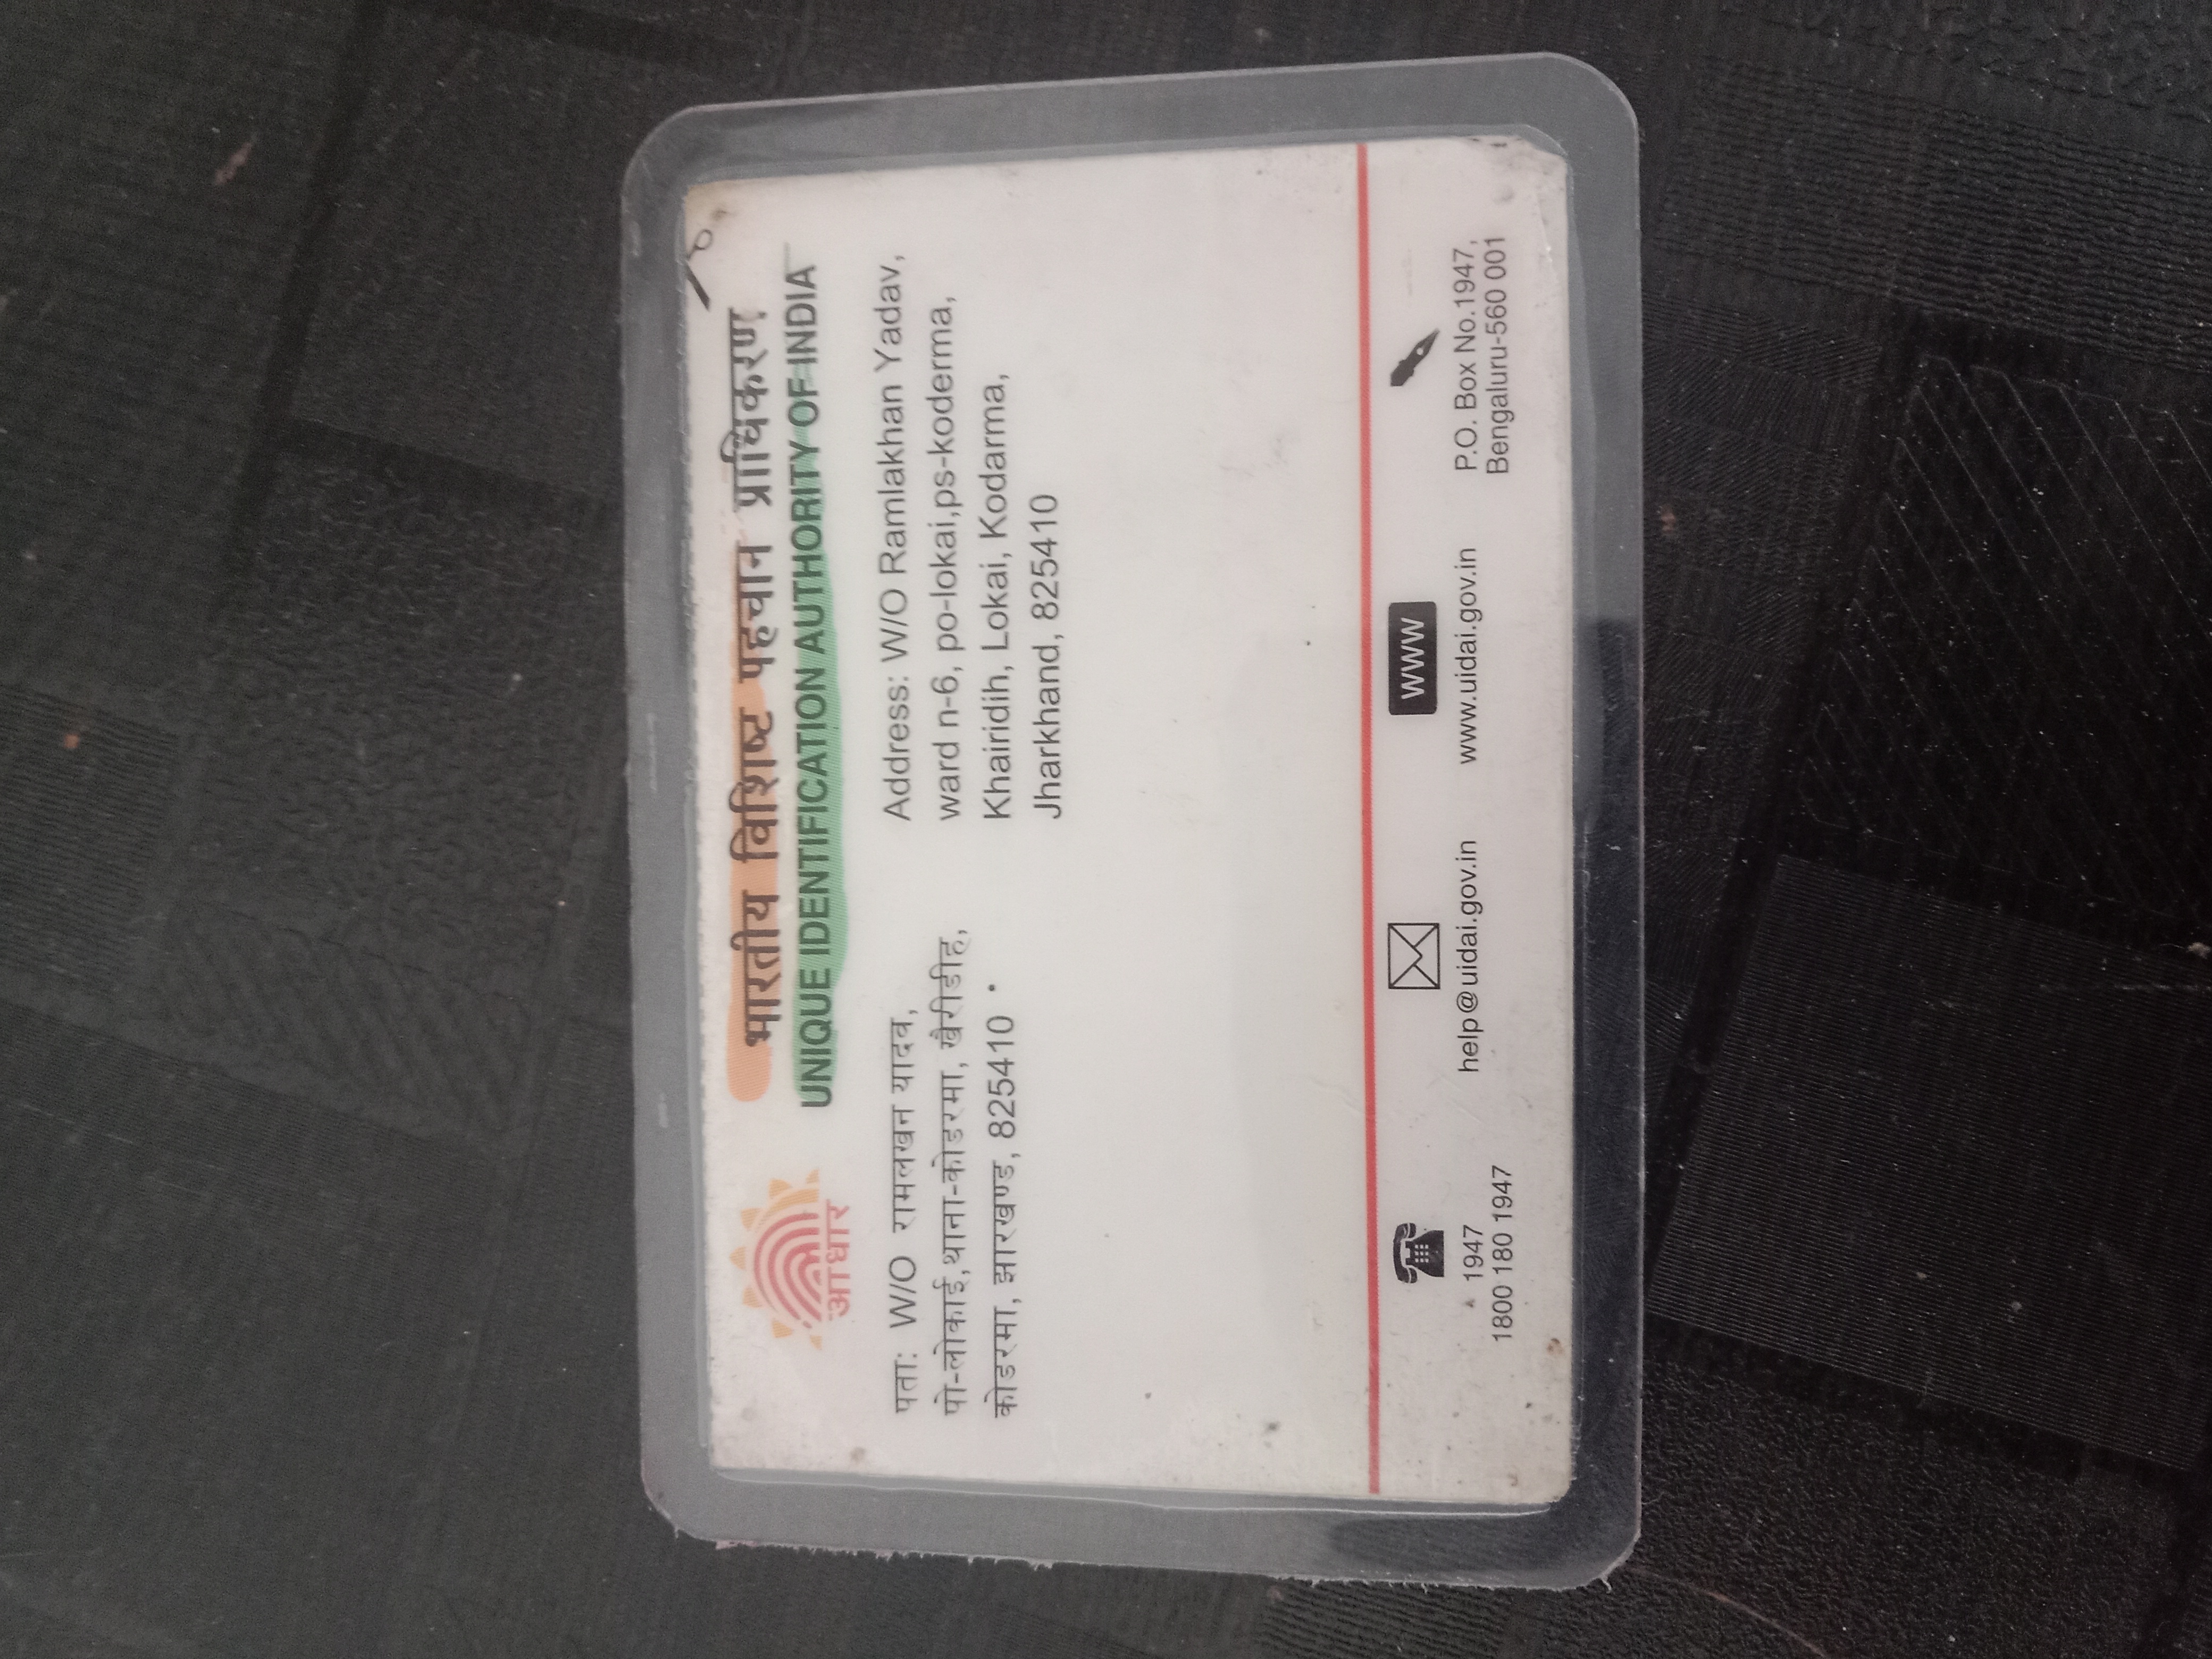 भारतीय विशिष्ट पहचान प्राधिकरण
UNIQUE IDENTIFICATION AUTHORITY OF INDIA
आधार
पता: W/O रामलखन यादव,
पो-लोकाई,थाना-कोडरमा, खैरीडीह,
कोडरमा, झारखण्ड, 825410
Address: W/O Ramlakhan Yadav,
ward n-6, po-lokai,ps-koderma,
Khairidih, Lokai, Kodarma,
Jharkhand, 825410
1947
1800 180 1947
help@uidai.gov.in
WWW
www.uidai.gov.in
P.O. Box No.1947,
Bengaluru-560 001